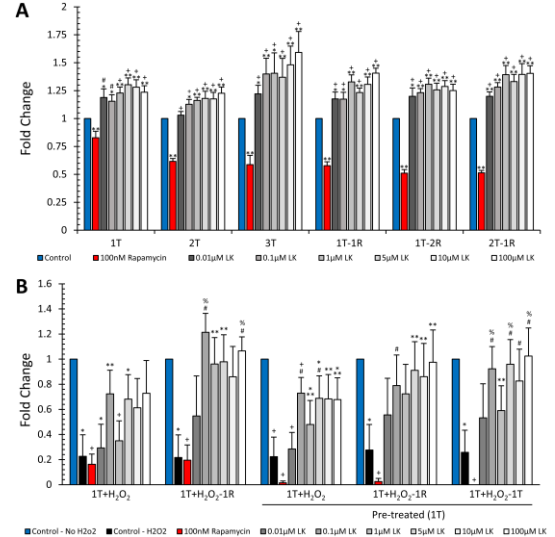 A
Fold Change
2
1.75
1.5
1.25
1
0.75
0.5
0.25
0
1T 2T 3T 1T-1R 1T-2R 2T-1R
Control 100nM Rapamycin 0.01μM LK 0.1μM LK 1μM LK 5μM LK 10μM LK 100μM LK
B
Fold Change
1.6
1.4
1.2
1
0.8
0.6
0.4
0.2
0
1T+H₂O₂ 1T+H₂O₂-1R 1T+H₂O₂ 1T+H₂O₂-1R 1T+H₂O₂-1T
Pre-treated (1T)
Control - No H2o2 Control - H2O2 100nM Rapamycin 0.01μM LK 0.1μM LK 1μM LK 5μM LK 10μM LK 100μM LK